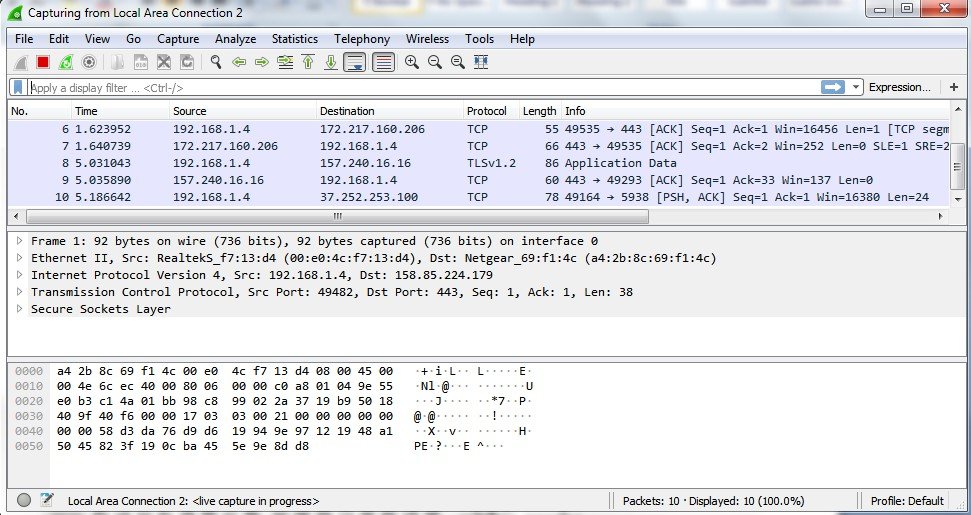 Capturing from Local Area Connection 2
File Edit View Go Capture Analyze Statistics Telephony Wireless Tools Help
Apply a display filter ... <Ctrl-/> Expression... +
No. Time Source Destination Protocol Length Info
6 1.623952 192.168.1.4 172.217.160.206 TCP 55 49535 → 443 [ACK] Seq=1 Ack=1 Win=16456 Len=1 [TCP segm
7 1.640739 172.217.160.206 192.168.1.4 TCP 66 443 → 49535 [ACK] Seq=1 Ack=2 Win=252 Len=0 SLE=1 SRE=2
8 5.031043 192.168.1.4 157.240.16.16 TLSv1.2 86 Application Data
9 5.035890 157.240.16.16 192.168.1.4 TCP 60 443 → 49293 [ACK] Seq=1 Ack=33 Win=137 Len=0
10 5.186642 192.168.1.4 37.252.253.100 TCP 78 49164 → 5938 [PSH, ACK] Seq=1 Ack=1 Win=16380 Len=24
Frame 1: 92 bytes on wire (736 bits), 92 bytes captured (736 bits) on interface 0
Ethernet II, Src: RealtekS_f7:13:d4 (00:e0:4c:f7:13:d4), Dst: Netgear_69:f1:4c (a4:2b:8c:69:f1:4c)
Internet Protocol Version 4, Src: 192.168.1.4, Dst: 158.85.224.179
Transmission Control Protocol, Src Port: 49482, Dst Port: 443, Seq: 1, Ack: 1, Len: 38
Secure Sockets Layer
0000 a4 2b 8c 69 f1 4c 00 e0 4c f7 13 d4 08 00 45 00 ·+·i·L·· L·····E·
0010 00 4e 6c ec 40 00 80 06 00 00 c0 a8 01 04 9e 55 ·Nl·@··· ·······U
0020 e0 b3 c1 4a 01 bb 98 c8 99 02 2a 37 19 b9 50 18 ···J···· ··*7··P·
0030 40 9f 40 f6 00 00 17 03 03 00 21 00 00 00 00 00 @·@····· ··!·····
0040 00 00 58 d3 da 76 d9 d6 19 94 9e 97 12 19 48 a1 ··X··v·· ······H·
0050 50 45 82 3f 19 0c ba 45 5e 9e 8d d8 PE·?···E ^···
Local Area Connection 2: <live capture in progress> Packets: 10 · Displayed: 10 (100.0%) Profile: Default